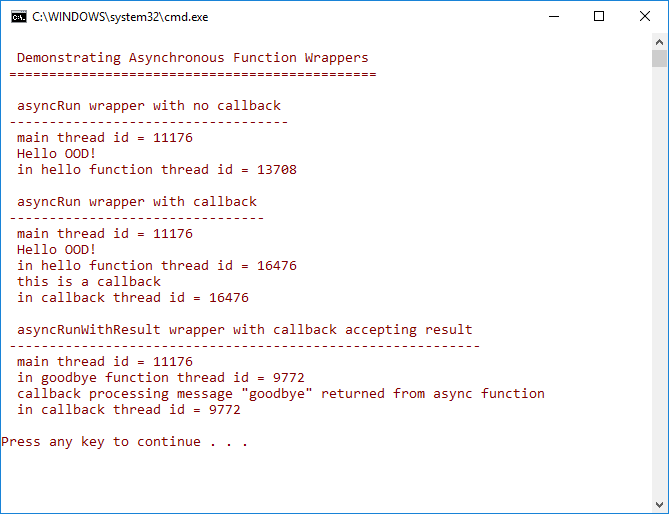 C:\WINDOWS\system32\cmd.exe
Demonstrating Asynchronous Function Wrappers
==============================================
asyncRun wrapper with no callback
-----------------------------------
main thread id = 11176
Hello OOD!
in hello function thread id = 13708
asyncRun wrapper with callback
--------------------------------
main thread id = 11176
Hello OOD!
in hello function thread id = 16476
this is a callback
in callback thread id = 16476
asyncRunWithResult wrapper with callback accepting result
-----------------------------------------------------------
main thread id = 11176
in goodbye function thread id = 9772
callback processing message "goodbye" returned from async function
in callback thread id = 9772
Press any key to continue . . .